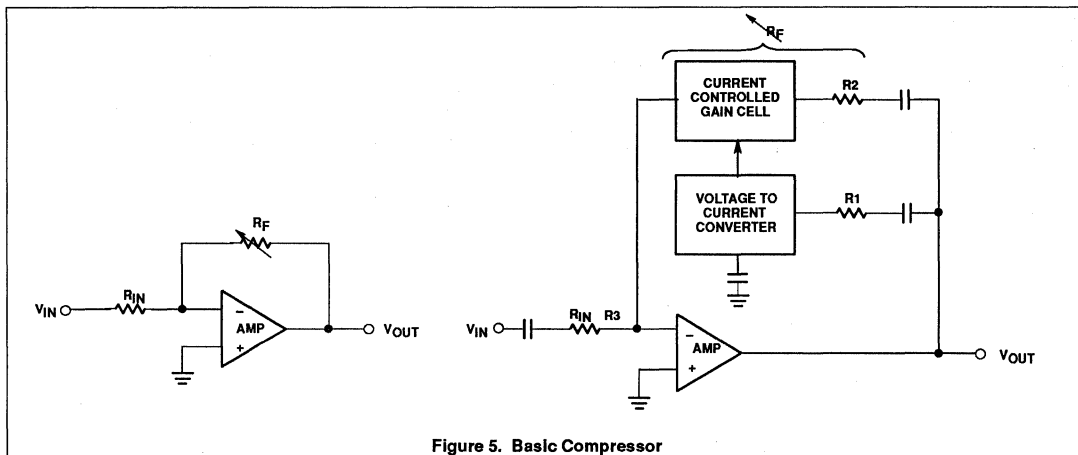 RF
CURRENT
CONTROLLED
GAIN CELL
R2
VOLTAGE TO
CURRENT
CONVERTER
R1
RF
RIN
VIN
−
AMP
+
VOUT
VIN
RIN R3
−
AMP
+
VOUT
Figure 5. Basic Compressor